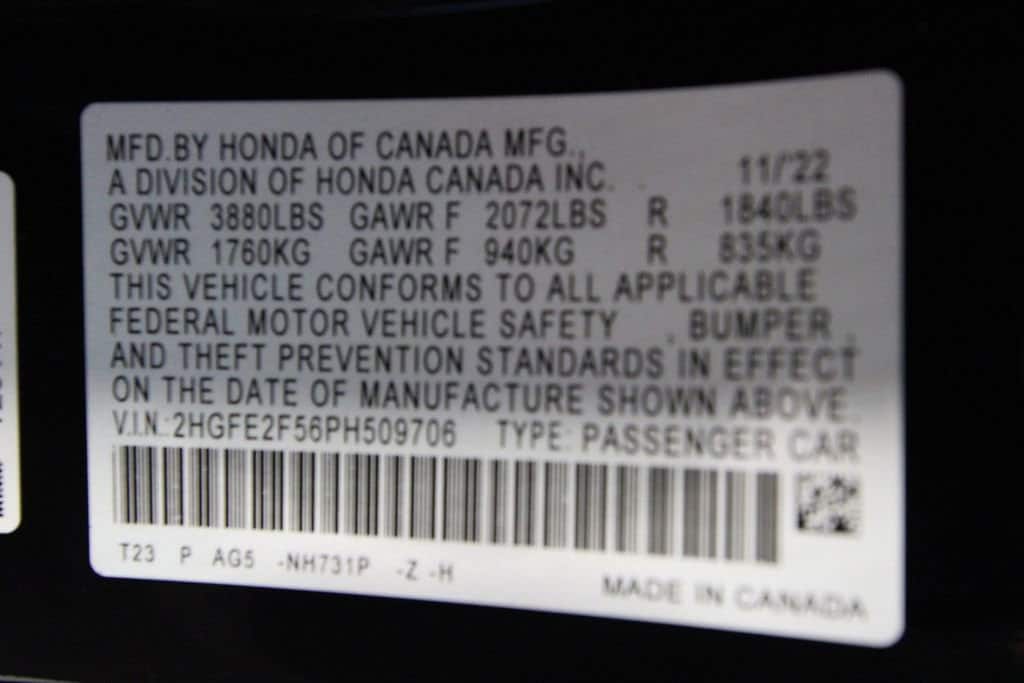 MFD.BY HONDA OF CANADA MFG.,
A DIVISION OF HONDA CANADA INC. 11/'22
GVWR 3880LBS GAWR F 2072LBS R 1840LBS
GVWR 1760KG GAWR F 940KG R 835KG
THIS VEHICLE CONFORMS TO ALL APPLICABLE
FEDERAL MOTOR VEHICLE SAFETY , BUMPER ,
AND THEFT PREVENTION STANDARDS IN EFFECT
ON THE DATE OF MANUFACTURE SHOWN ABOVE.
V.I.N.:2HGFE2F56PH509706 TYPE: PASSENGER CAR
T23 P AG5 -NH731P -Z -H
MADE IN CANADA